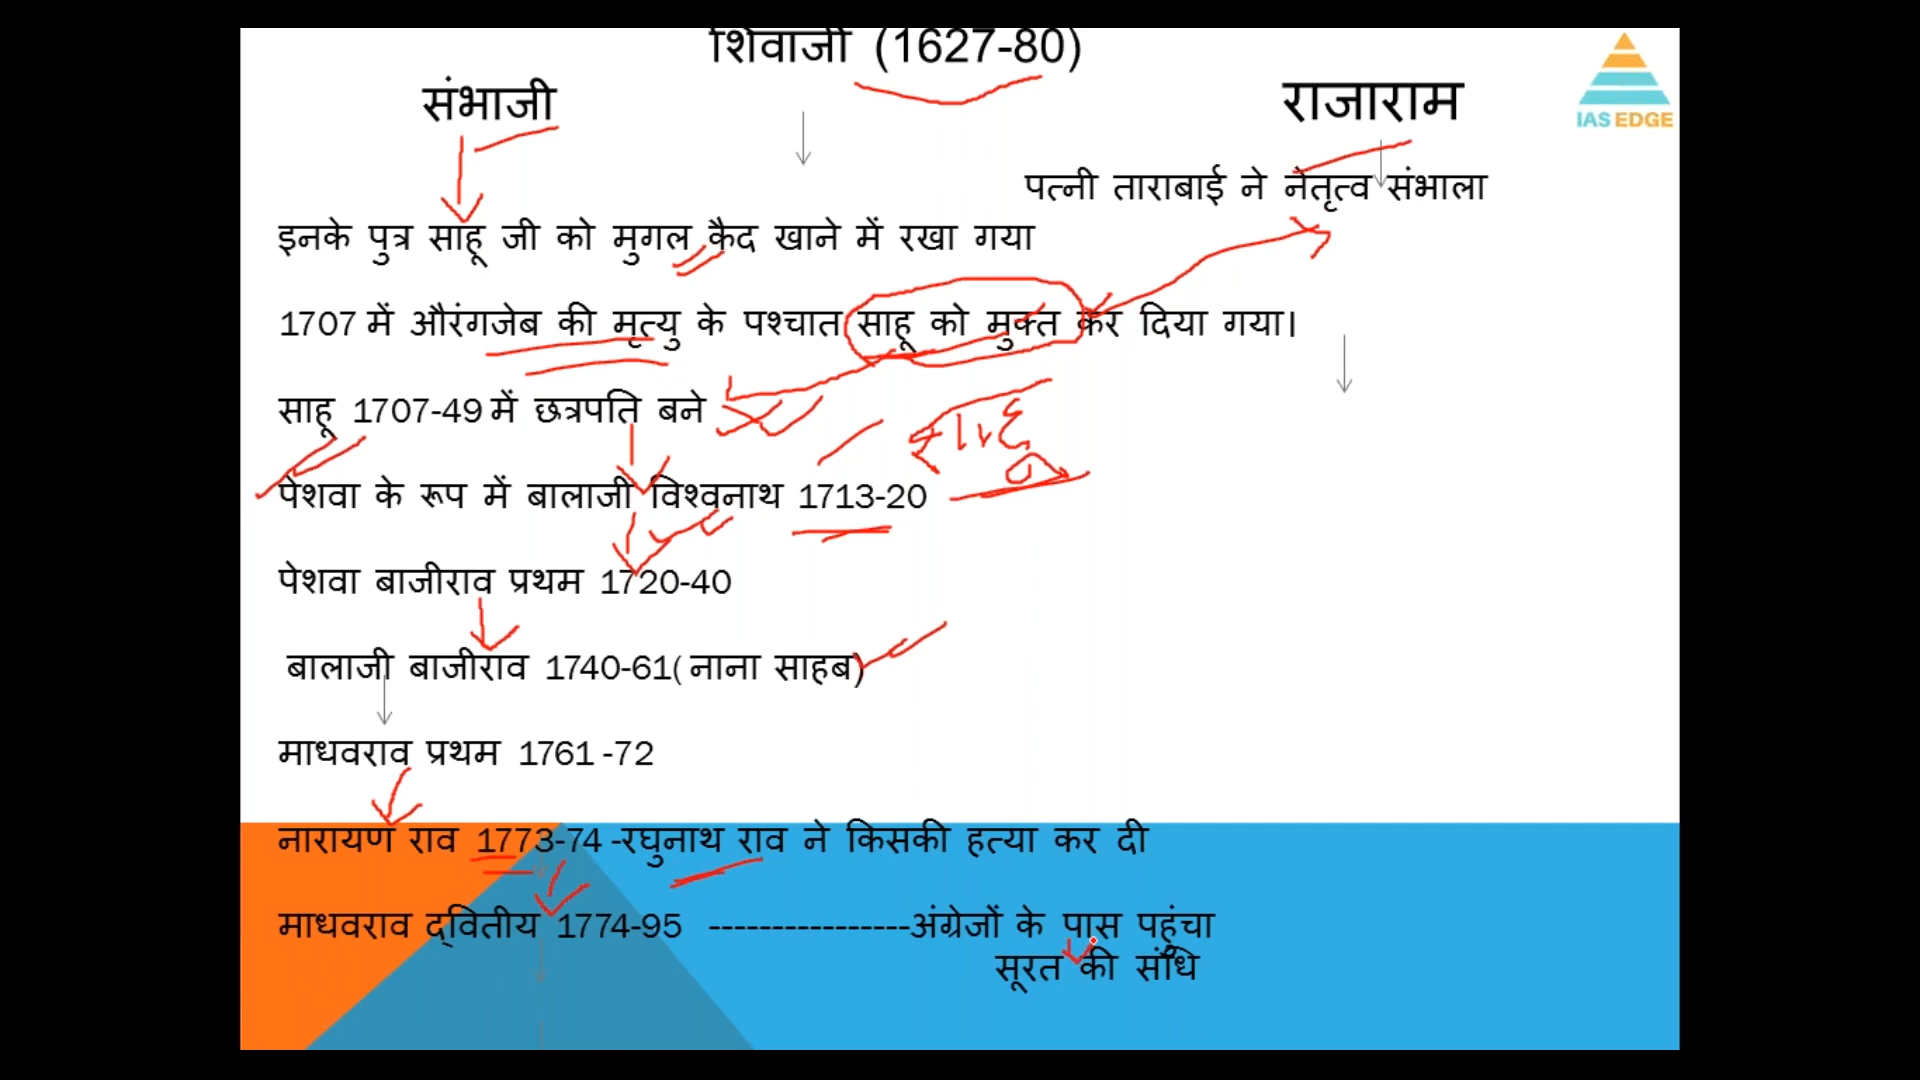 शिवाजी (1627-80)
संभाजी
राजाराम
IAS EDGE
पत्नी ताराबाई ने नेतृत्व संभाला
इनके पुत्र साहू जी को मुगल कैद खाने में रखा गया
1707 में औरंगजेब की मृत्यु के पश्चात साहू को मुक्त कर दिया गया।
साहू 1707-49 में छत्रपति बने
पेशवा के रूप में बालाजी विश्वनाथ 1713-20
पेशवा बाजीराव प्रथम 1720-40
बालाजी बाजीराव 1740-61( नाना साहब)
माधवराव प्रथम 1761 -72
नारायण राव 1773-74 -रघुनाथ राव ने किसकी हत्या कर दी
माधवराव द्वितीय 1774-95 ----------------अंग्रेजों के पास पहुंचा
सूरत की संधि